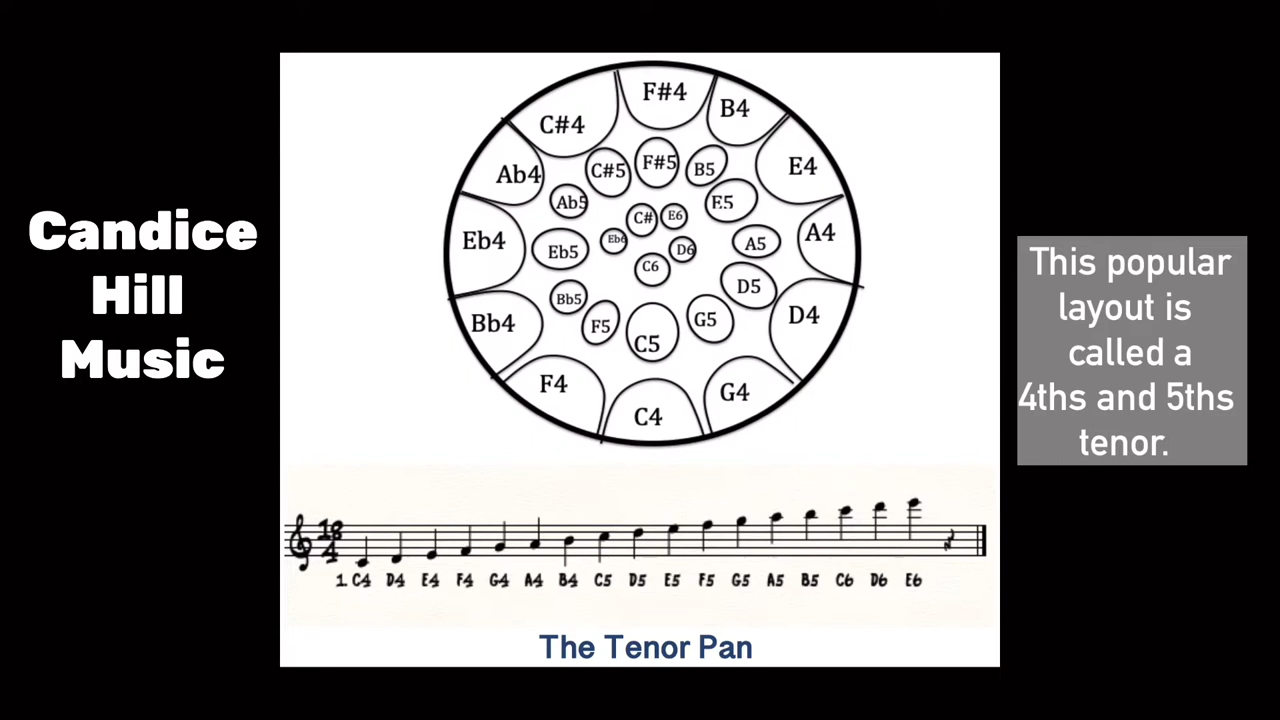 Candice
Hill
Music
F#4
C#4
B4
Ab4
E4
Eb4
A4
Bb4
D4
F4
G4
C4
F#5
C#5
B5
Ab5
E5
Eb5
A5
Bb5
D5
F5
G5
C5
C#
E6
Eb6
D6
C6
18
4
1. C4 D4 E4 F4 G4 A4 B4 C5 D5 E5 F5 G5 A5 B5 C6 D6 E6
The Tenor Pan
This popular
layout is
called a
4ths and 5ths
tenor.